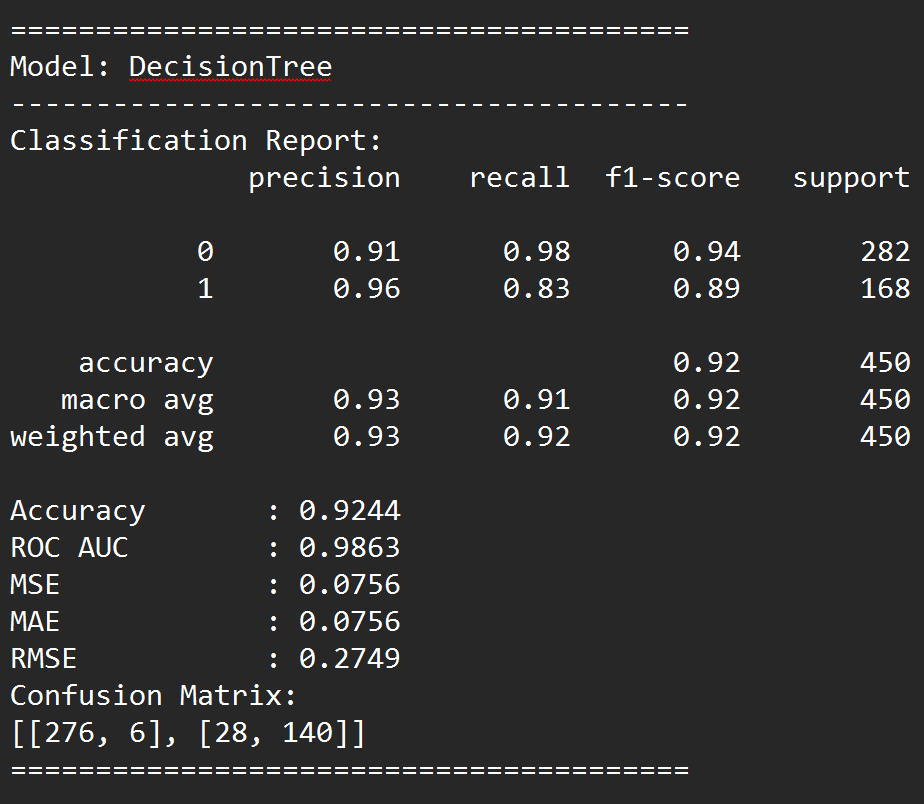 ========================================
Model: DecisionTree
----------------------------------------
Classification Report:
              precision    recall  f1-score   support

           0       0.91      0.98      0.94       282
           1       0.96      0.83      0.89       168

    accuracy                           0.92       450
   macro avg       0.93      0.91      0.92       450
weighted avg       0.93      0.92      0.92       450

Accuracy       : 0.9244
ROC AUC        : 0.9863
MSE            : 0.0756
MAE            : 0.0756
RMSE           : 0.2749
Confusion Matrix:
[[276, 6], [28, 140]]
========================================